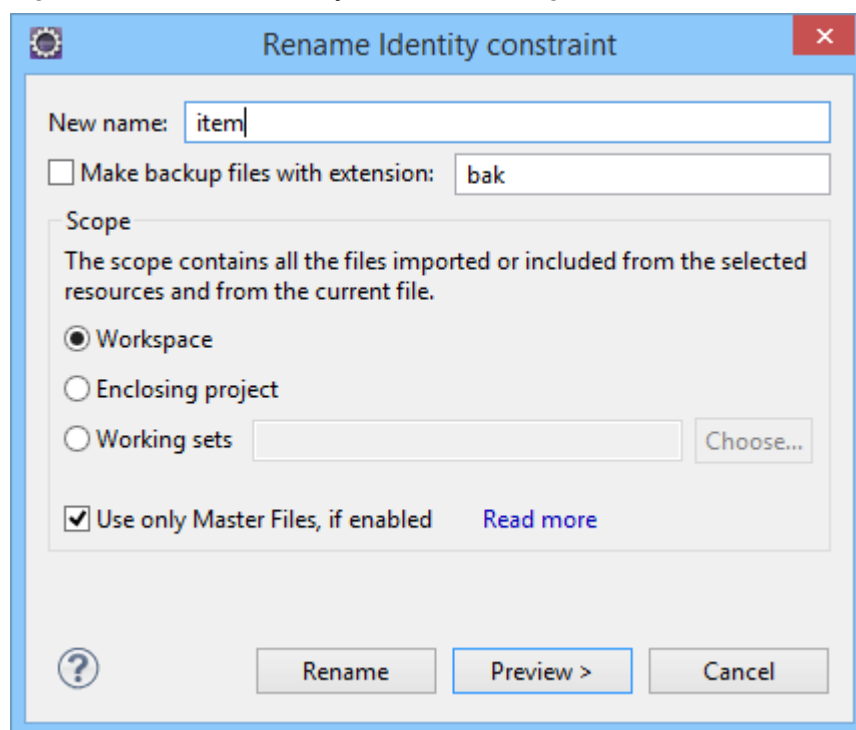 Rename Identity constraint
New name: item
Make backup files with extension: bak
Scope
The scope contains all the files imported or included from the selected
resources and from the current file.
Workspace
Enclosing project
Working sets Choose...
Use only Master Files, if enabled Read more
? Rename Preview > Cancel